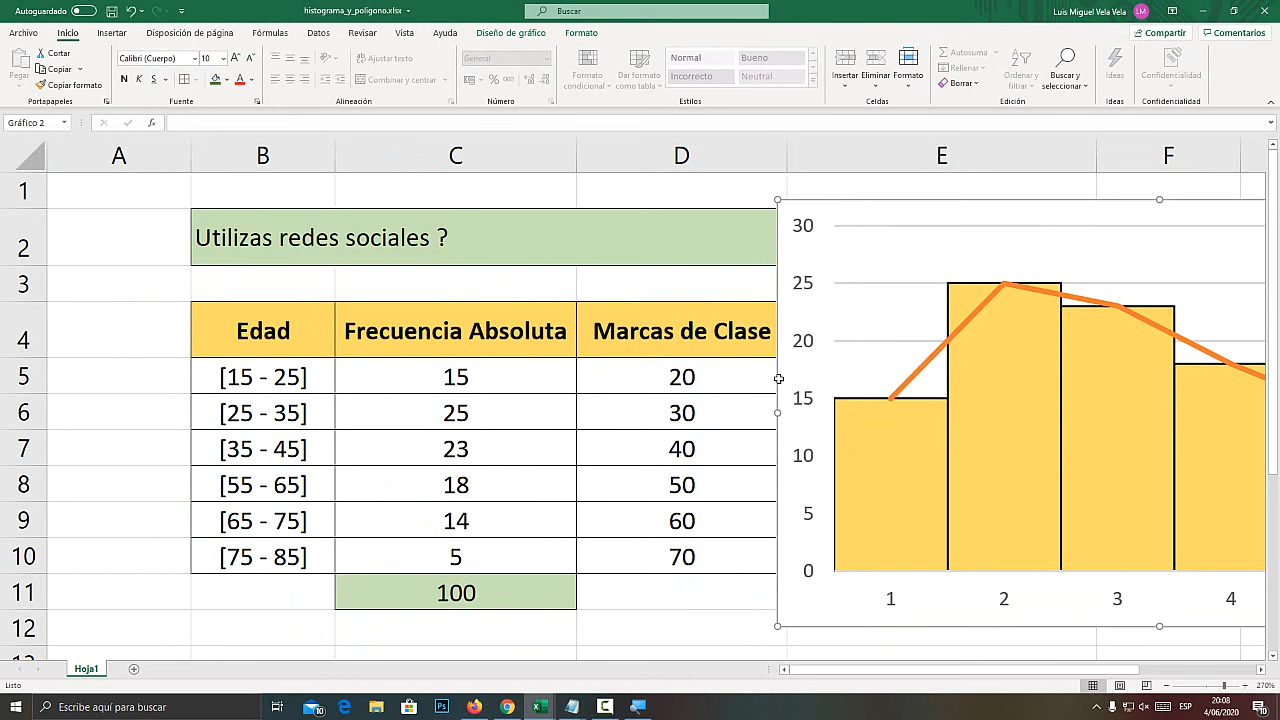 Autoguardado
histograma_y_poligono.xlsx
Buscar
Luis Miguel Vela Vela
LM
Archivo Inicio Insertar Disposición de página Fórmulas Datos Revisar Vista Ayuda Diseño de gráfico Formato
Compartir
Comentarios
Pegar
Cortar
Copiar
Copiar formato
Portapapeles
Calibri (Cuerpo) 10
N K S
Fuente
Ajustar texto
Combinar y centrar
Alineación
General
% 000
Número
Formato condicional
Dar formato como tabla
Normal
Bueno
Incorrecto
Neutral
Estilos
Insertar
Eliminar
Formato
Celdas
Autosuma
Rellenar
Borrar
Ordenar y filtrar
Buscar y seleccionar
Edición
Ideas
Ideas
Confidencialidad
Confidencialidad
Gráfico 2
fx
A B C D E F
1
2 Utilizas redes sociales ?
3
4 Edad Frecuencia Absoluta Marcas de Clase
5 [15 - 25] 15 20
6 [25 - 35] 25 30
7 [35 - 45] 23 40
8 [55 - 65] 18 50
9 [65 - 75] 14 60
10 [75 - 85] 5 70
11 100
12
30
25
20
15
10
5
0
1 2 3 4
Hoja1
Listo
270%
Escribe aquí para buscar
10
ESP
20:08
4/06/2020